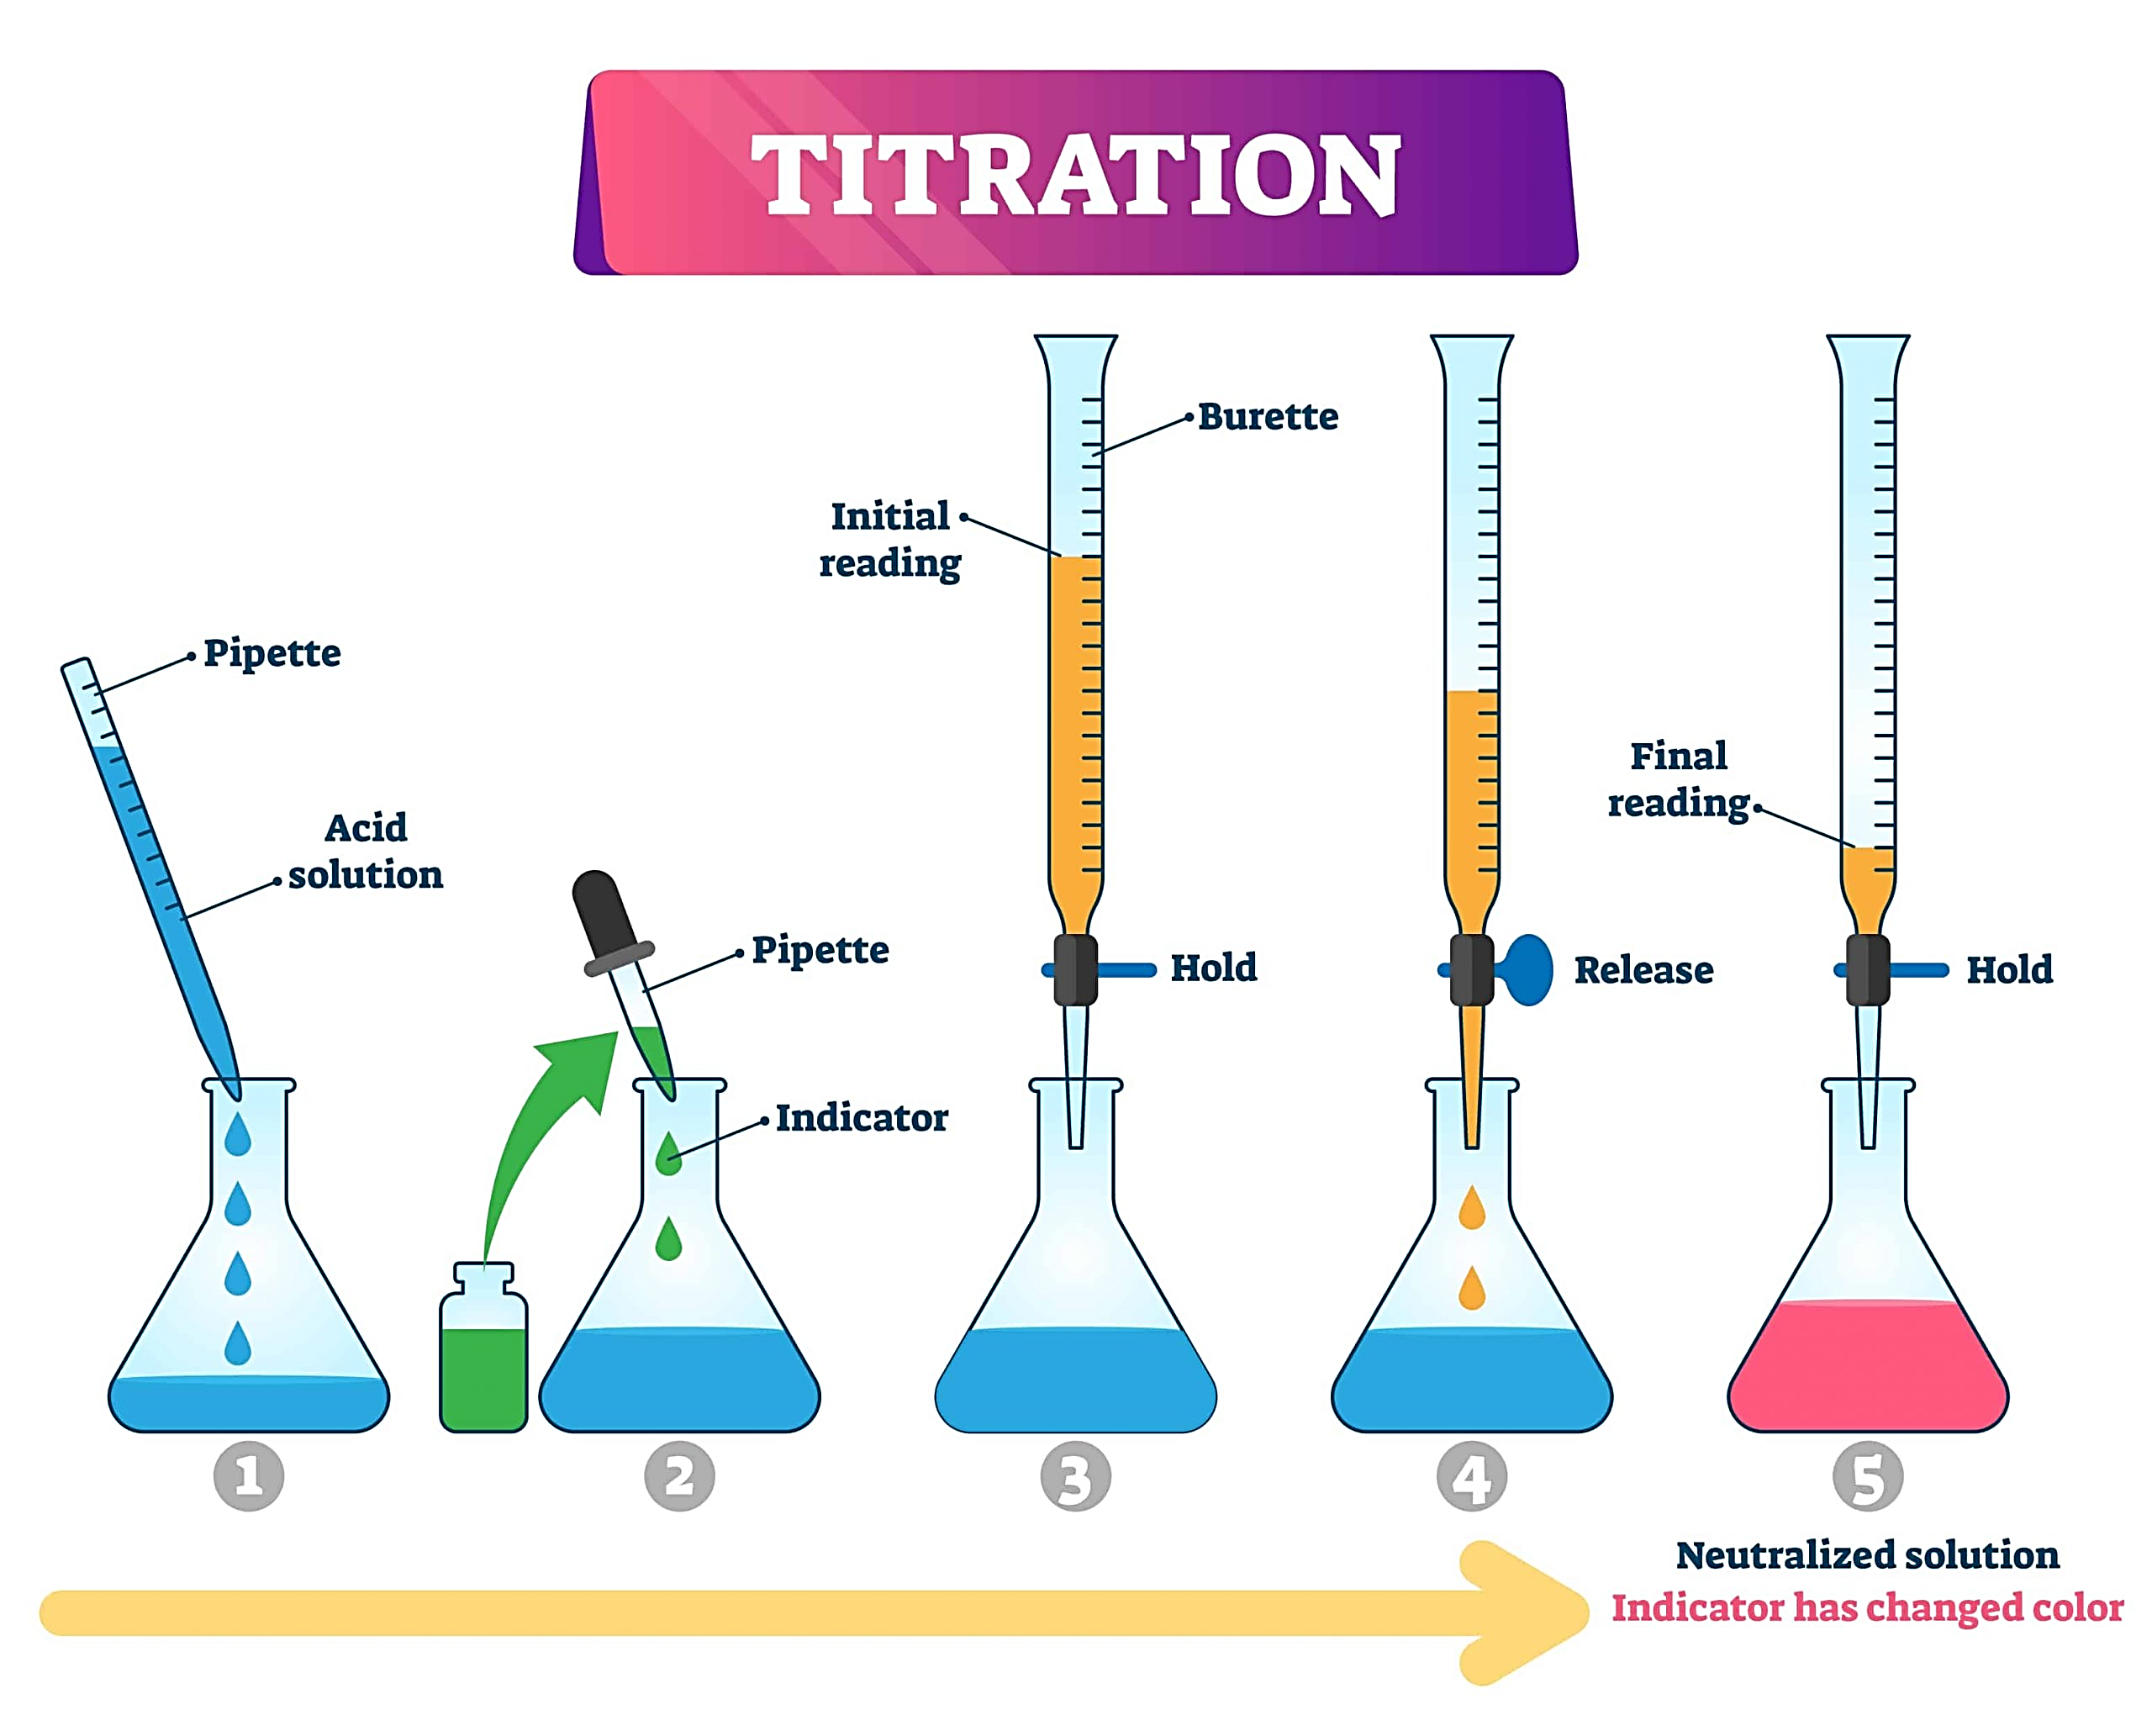 TITRATION
Pipette
Acid
solution
1
Pipette
Indicator
2
Burette
Initial
reading
Hold
3
Release
4
Final
reading
Hold
5
Neutralized solution
Indicator has changed color